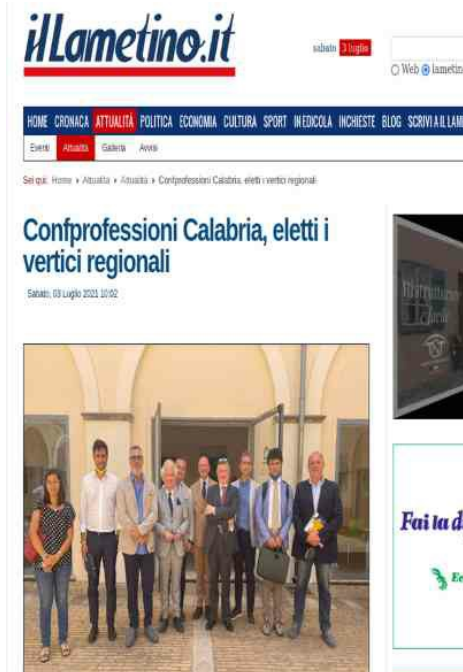 ilLametino.it
sabato 3 luglio
Web lametin
HOME CRONACA ATTUALITÀ POLITICA ECONOMIA CULTURA SPORT IN EDICOLA INCHIESTE BLOG SCRIVI A IL LAME
Eventi Attualità Galleria Avvisi
Sei qui: Home Attualità Attualità Confprofessioni Calabria, eletti i vertici regionali
Confprofessioni Calabria, eletti i
vertici regionali
Sabato, 03 Luglio 2021 10:02
Fai la d